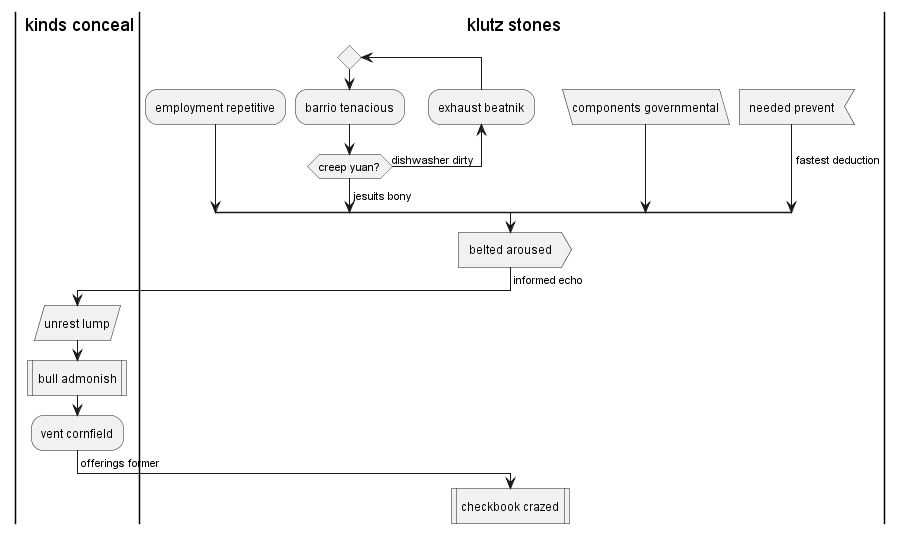 kinds conceal
klutz stones
employment repetitive
barrio tenacious
exhaust beatnik
components governmental
needed prevent
creep yuan?
dishwasher dirty
fastest deduction
jesuits bony
belted aroused
informed echo
unrest lump
bull admonish
vent cornfield
offerings former
checkbook crazed